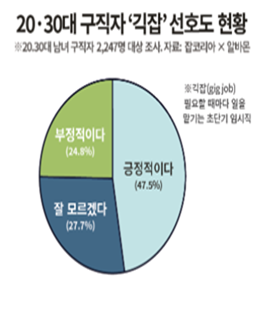 20·30대 구직자 '긱잡' 선호도 현황
※20.30대 남녀 구직자 2,247명 대상 조사. 자료: 잡코리아 × 알바몬
※긱잡(gig job)
필요할 때마다 일을
맡기는 초단기 임시직
부정적이다
(24.8%)
긍정적이다
(47.5%)
잘 모르겠다
(27.7%)